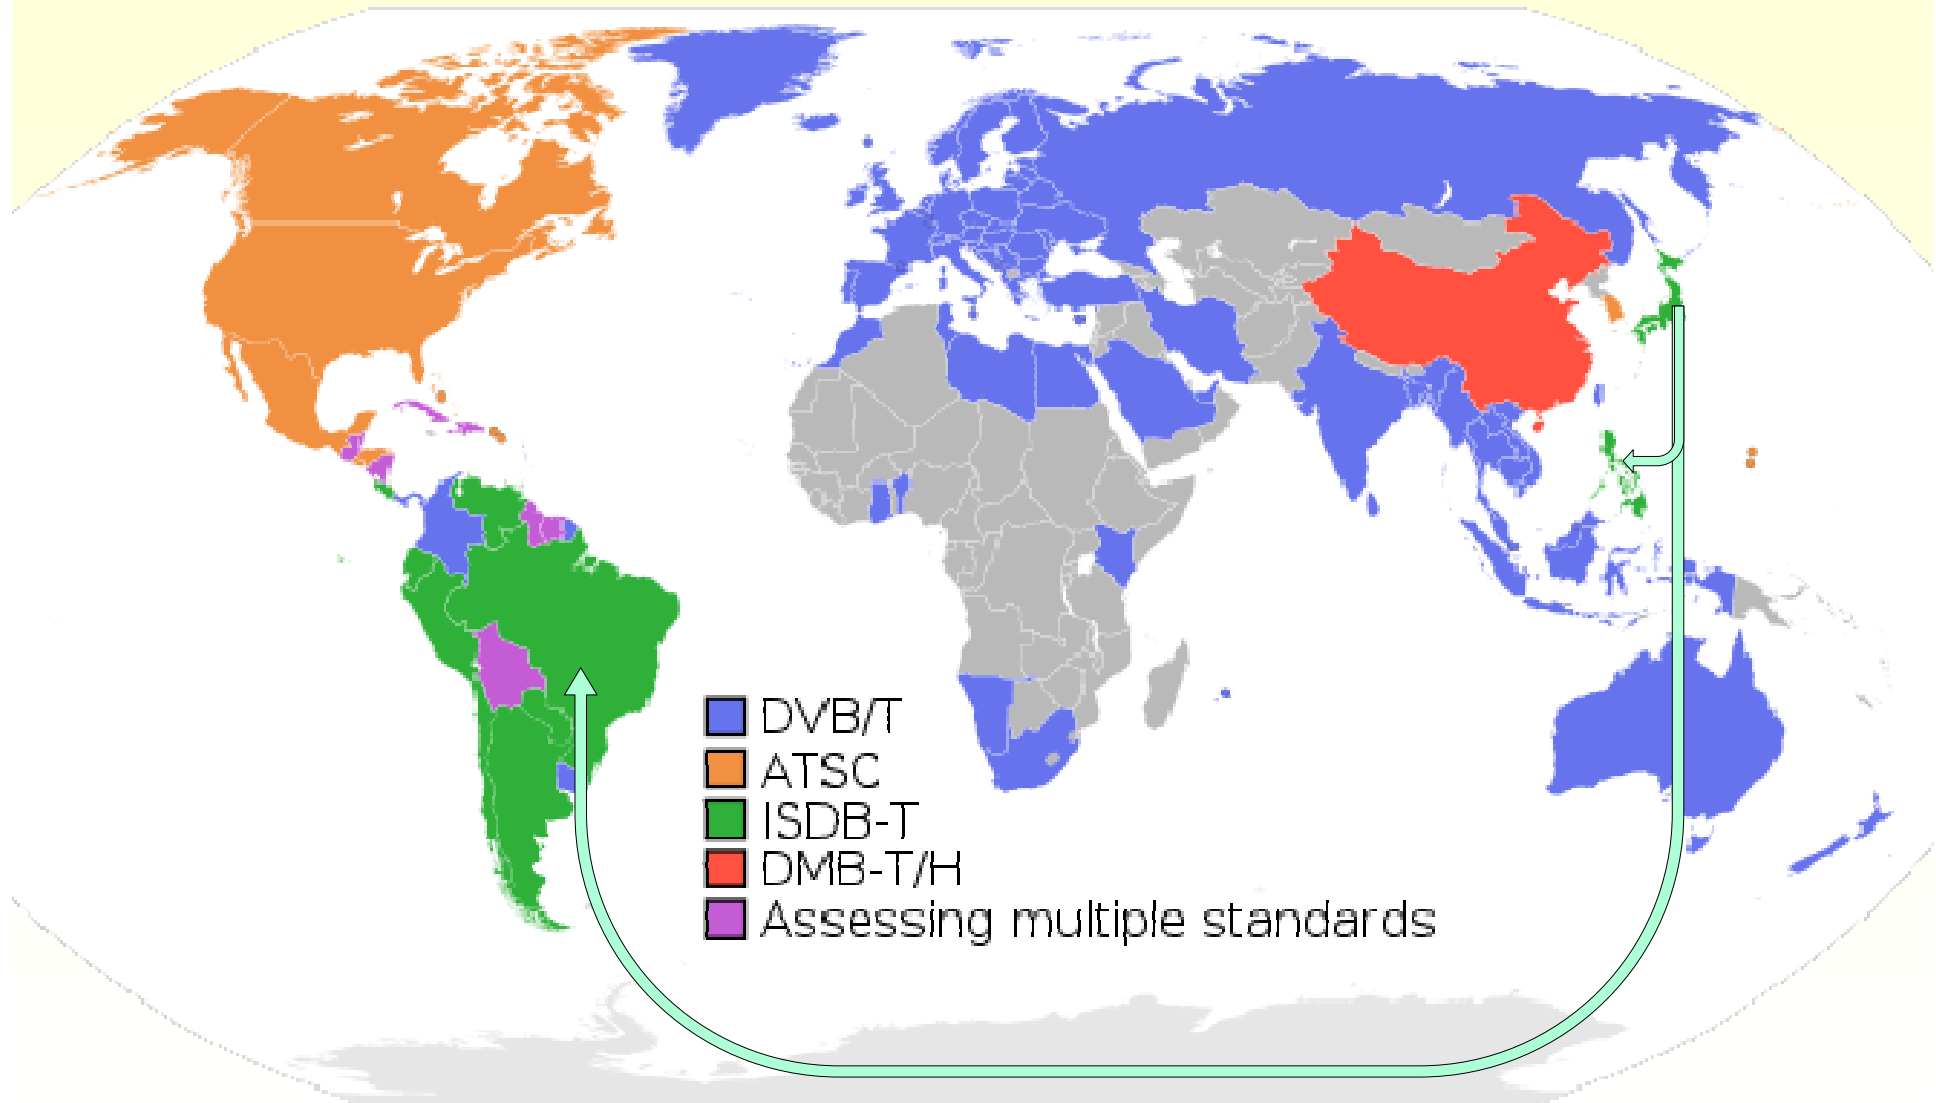 DVB/T
ATSC
ISDB-T
DMB-T/H
Assessing multiple standards